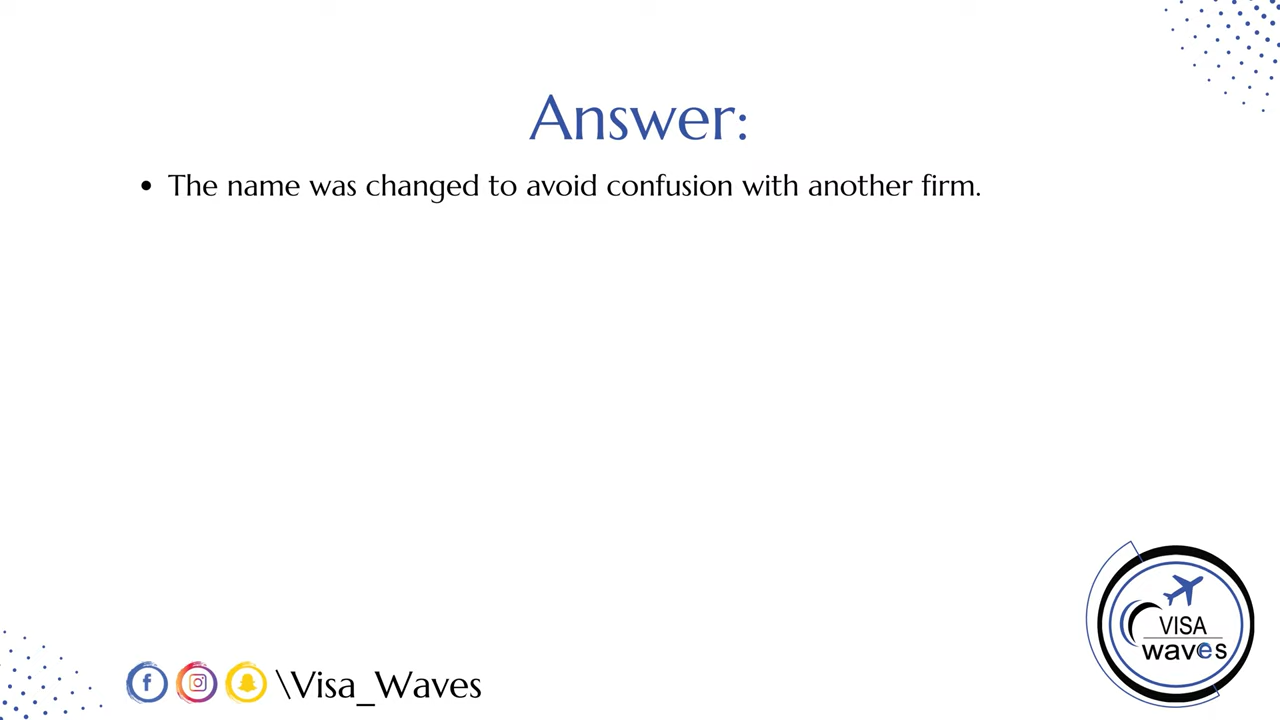 Answer:
• The name was changed to avoid confusion with another firm.
VISA
waves
\Visa_Waves